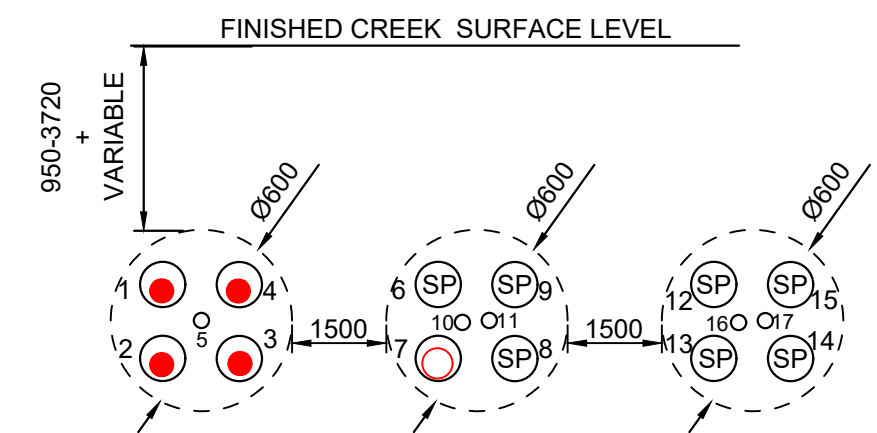 FINISHED CREEK SURFACE LEVEL
950-3720
+
VARIABLE
Ø600
Ø600
Ø600
1
4
5
2
3
1500
6
SP
SP
9
10
11
7
SP
8
1500
12
SP
SP
15
16
17
13
SP
SP
14